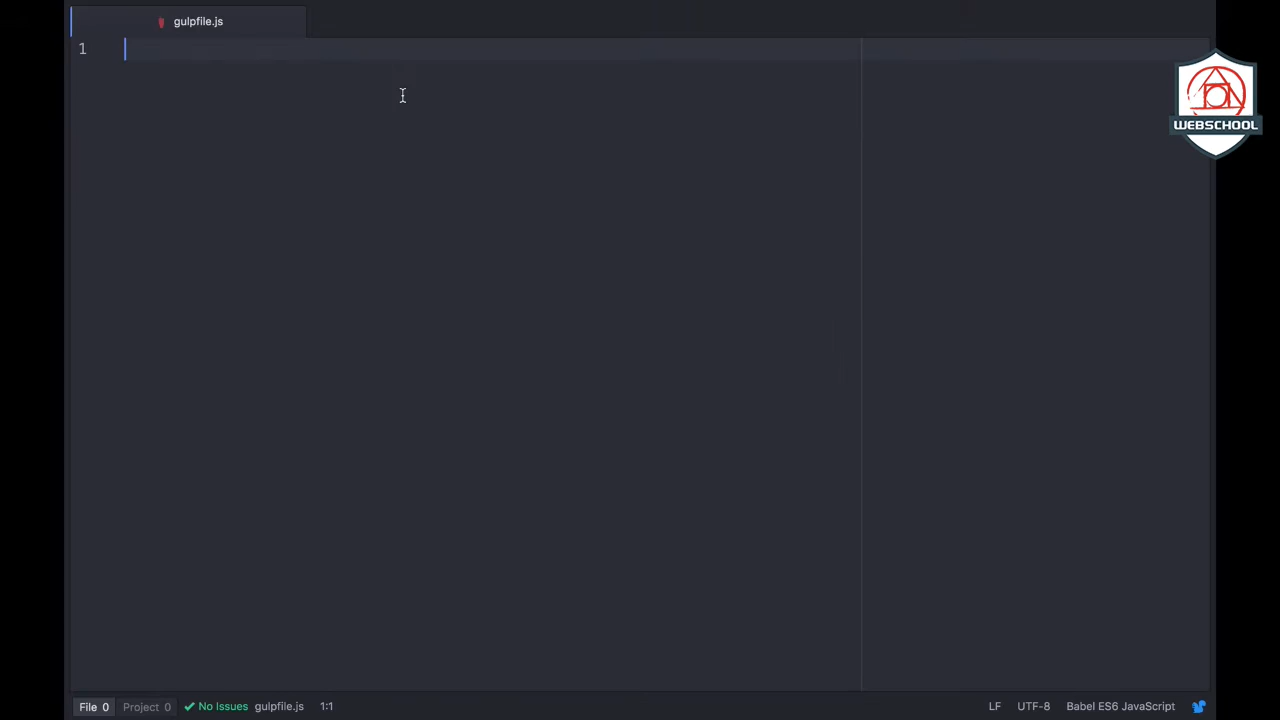 gulpfile.js
1
WEBSCHOOL
File 0 Project 0 No Issues gulpfile.js 1:1 LF UTF-8 Babel ES6 JavaScript